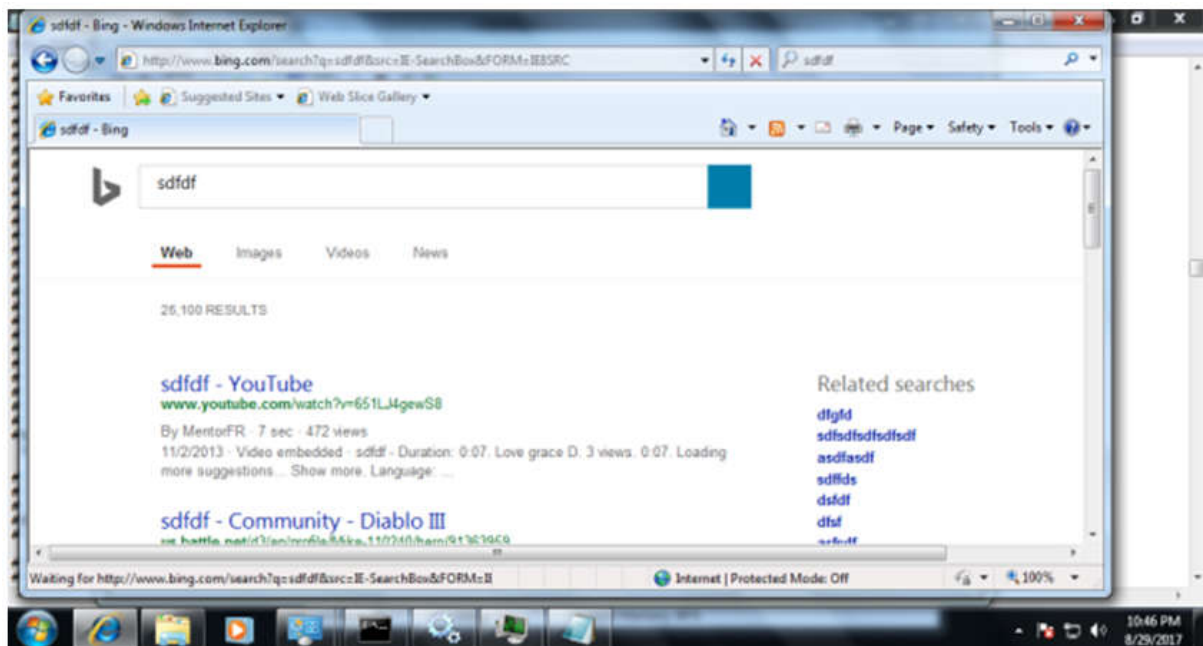 sdfdf - Bing - Windows Internet Explorer
http://www.bing.com/search?q=sdfdf&src=IE-SearchBox&FORM=IE8SRC
sdfdf
Favorites
Suggested Sites
Web Slice Gallery
sdfdf - Bing
Page
Safety
Tools
sdfdf
Web
Images
Videos
News
26,100 RESULTS
sdfdf - YouTube
www.youtube.com/watch?v=651LJ4gewS8
By MentorFR · 7 sec · 472 views
11/2/2013 · Video embedded · sdfdf - Duration: 0:07. Love grace D. 3 views. 0:07. Loading
more suggestions... Show more. Language: ...
sdfdf - Community - Diablo III
Related searches
dfgfd
sdfsdfsdfsdfsdf
asdfasdf
sdffds
dsfdf
dfsf
Waiting for http://www.bing.com/search?q=sdfdf&src=IE-SearchBox&FORM=IE
Internet | Protected Mode: Off
100%
10:46 PM
8/29/2017